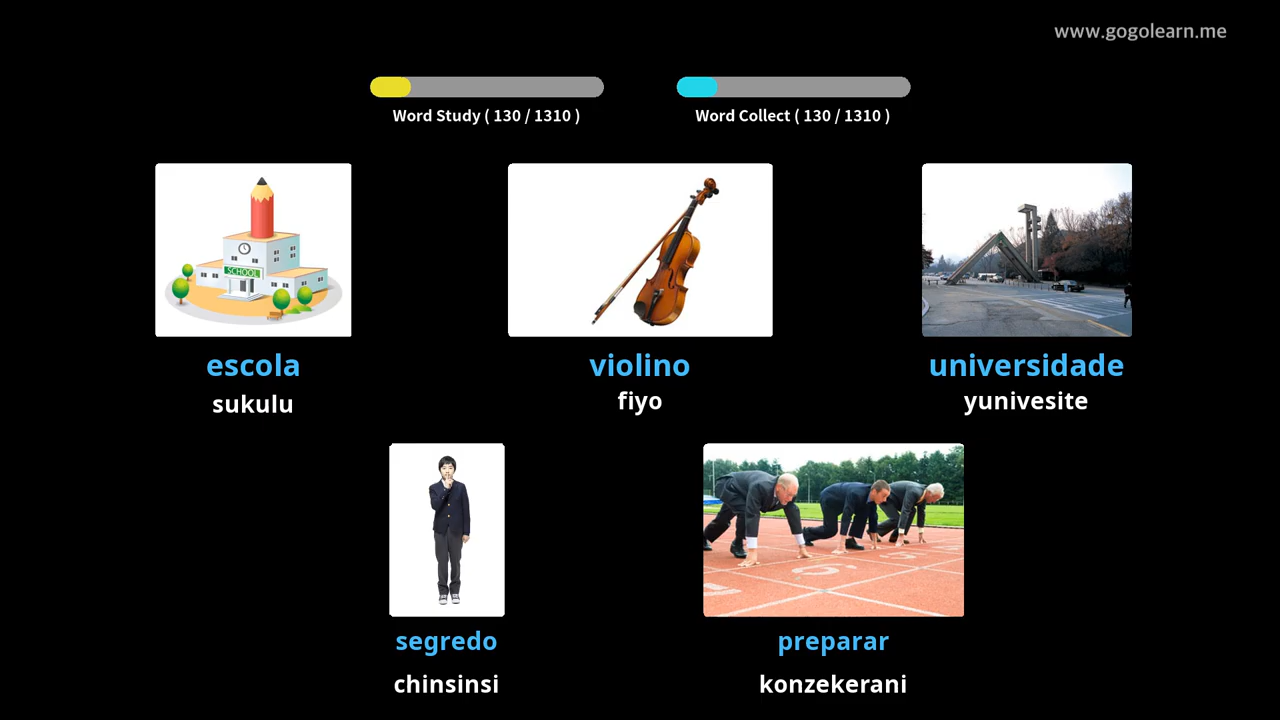 www.gogolearn.me
Word Study ( 130 / 1310 )
Word Collect ( 130 / 1310 )
SCHOOL
escola
violino
universidade
sukulu
fiyo
yunivesite
segredo
preparar
chinsinsi
konzekerani